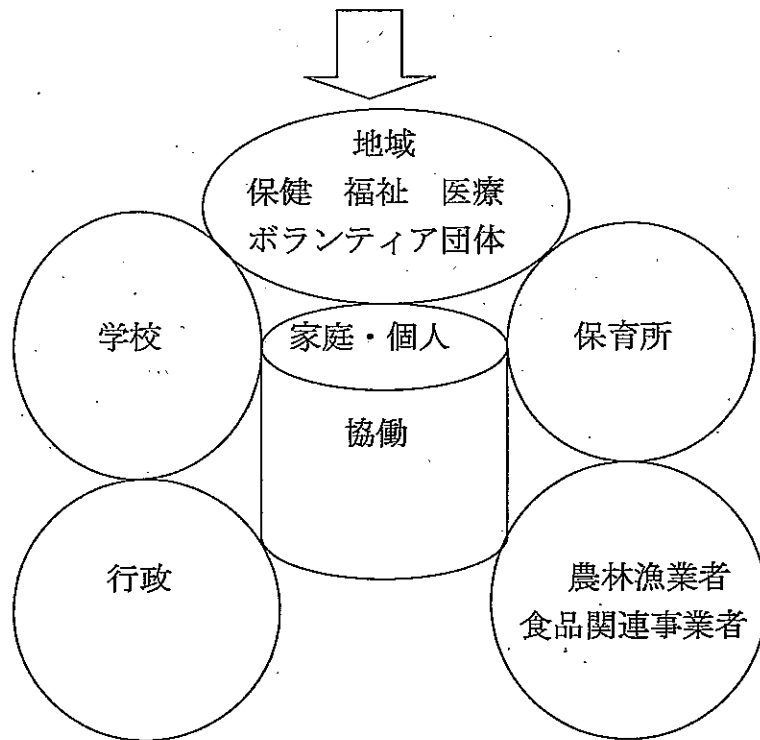 地域
保健　福祉　医療
ボランティア団体
学校
家庭・個人
保育所
協働
行政
農林漁業者
食品関連事業者